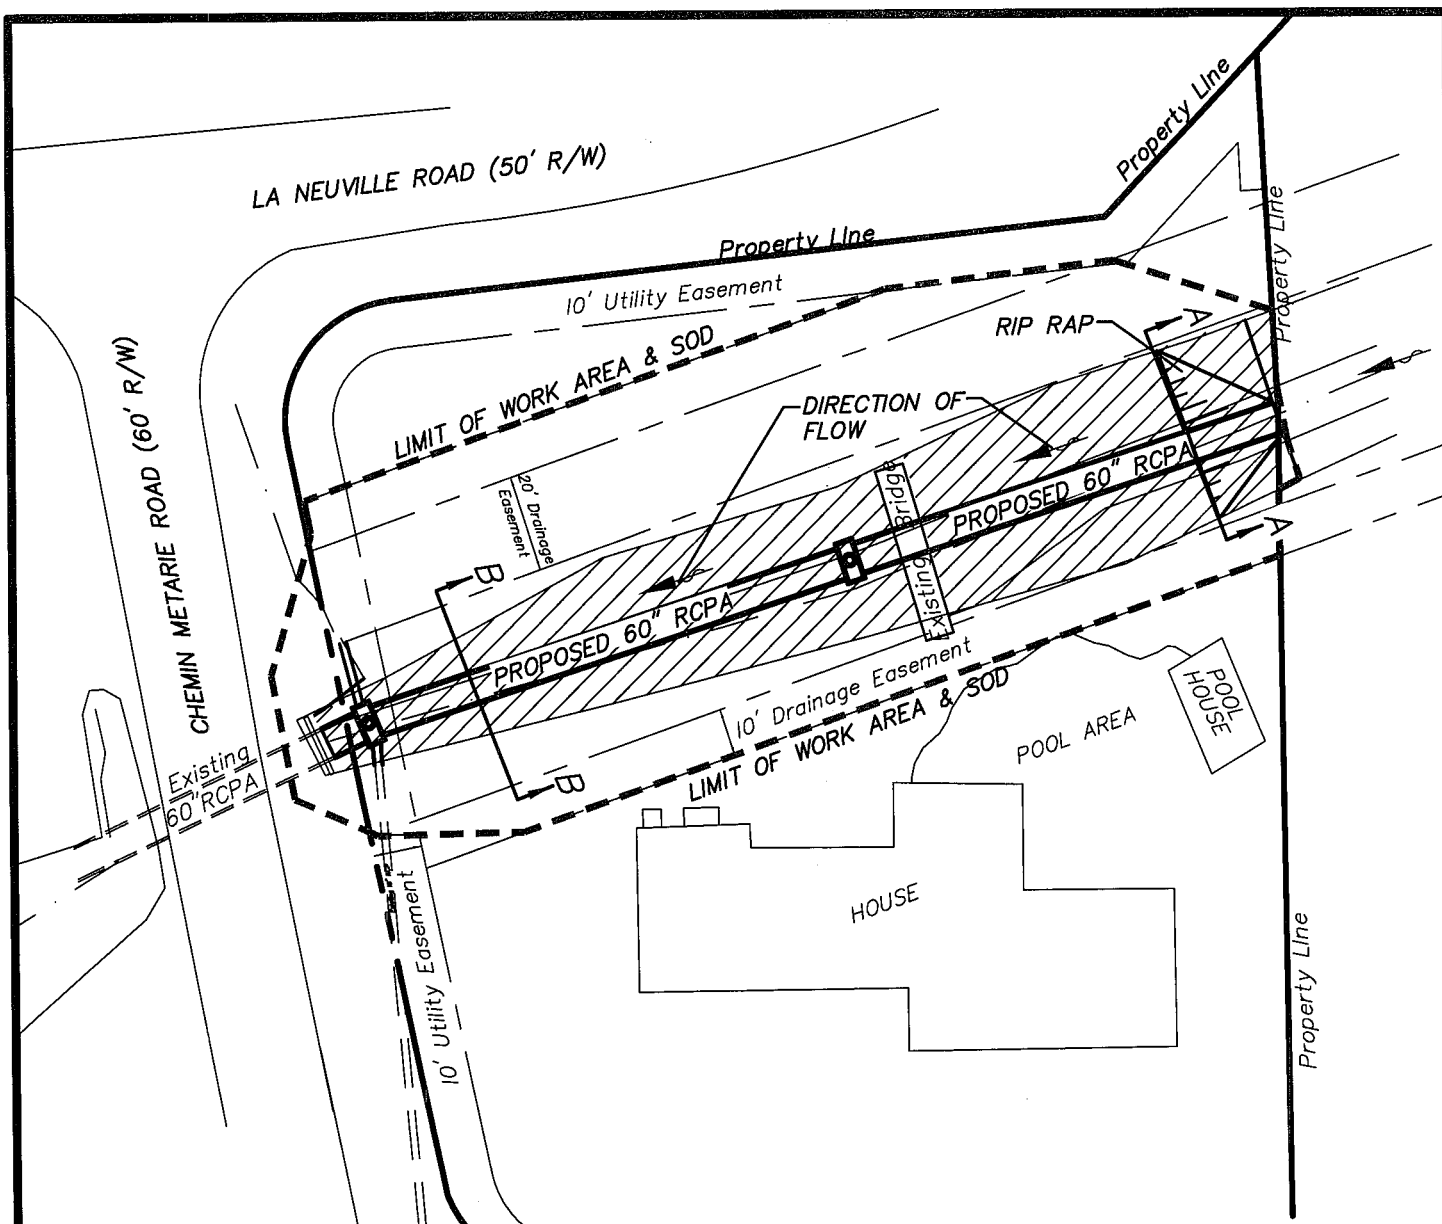 Property LIne
LA NEUVILLE ROAD (50' R/W)
Property LIne
Property LIne
10' Utility Easement
RIP RAP
A
LIMIT OF WORK AREA & SOD
CHEMIN METARIE ROAD (60' R/W)
DIRECTION OF
FLOW
PROPOSED 60" RCPA
Existing Bridge
20' Drainage
Easement
A
B
PROPOSED 60" RCPA
10' Drainage Easement
LIMIT OF WORK AREA & SOD
POOL
HOUSE
POOL AREA
Existing
60"RCPA
B
HOUSE
10' Utility Easement
Property LIne